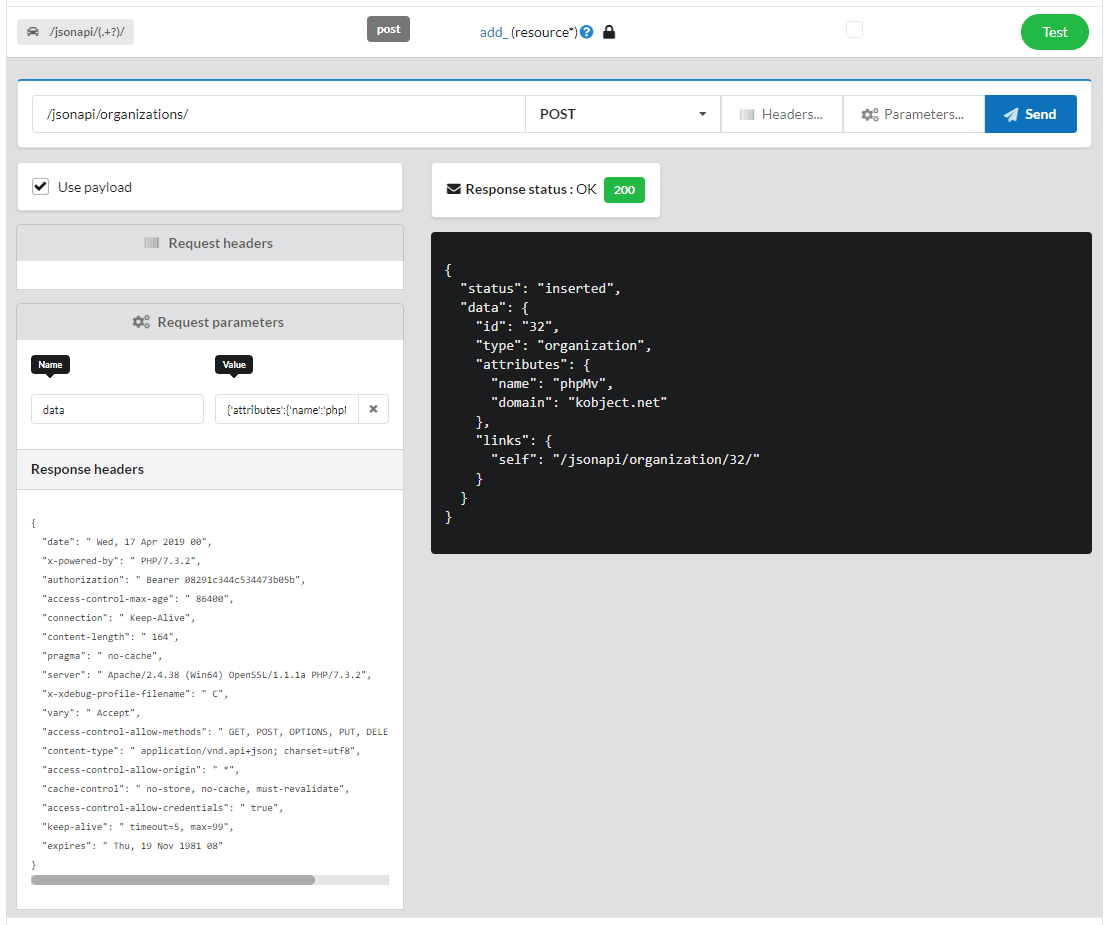 /jsonapi/(.+?)/ post add_ (resource*) Test
/jsonapi/organizations/ POST Headers... Parameters... Send
Use payload
Request headers
Request parameters
Name Value
data {'attributes':{'name':'phpl
Response headers
{
"date": " Wed, 17 Apr 2019 00",
"x-powered-by": " PHP/7.3.2",
"authorization": " Bearer 08291c344c534473b05b",
"access-control-max-age": " 86400",
"connection": " Keep-Alive",
"content-length": " 164",
"pragma": " no-cache",
"server": " Apache/2.4.38 (Win64) OpenSSL/1.1.1a PHP/7.3.2",
"x-xdebug-profile-filename": " C",
"vary": " Accept",
"access-control-allow-methods": " GET, POST, OPTIONS, PUT, DELE
"content-type": " application/vnd.api+json; charset=utf8",
"access-control-allow-origin": " *",
"cache-control": " no-store, no-cache, must-revalidate",
"access-control-allow-credentials": " true",
"keep-alive": " timeout=5, max=99",
"expires": " Thu, 19 Nov 1981 08"
}
Response status : OK 200
{
"status": "inserted",
"data": {
"id": "32",
"type": "organization",
"attributes": {
"name": "phpMv",
"domain": "kobject.net"
},
"links": {
"self": "/jsonapi/organization/32/"
}
}
}